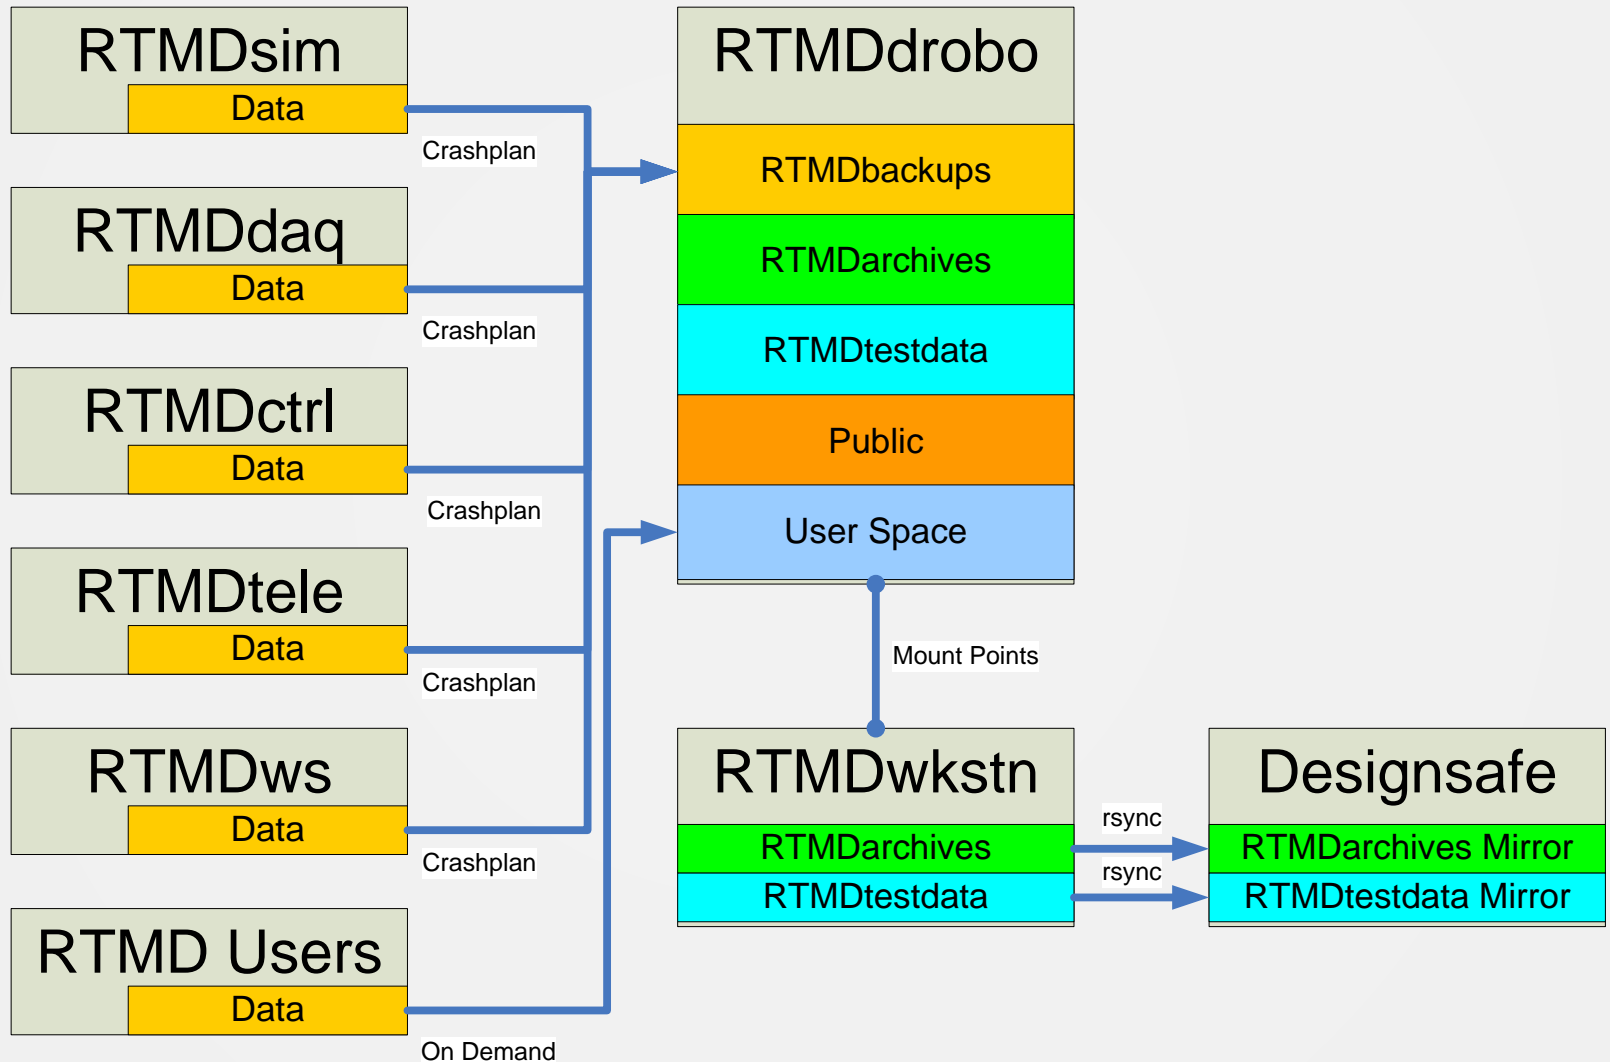 RTMDsim
Data
Crashplan
RTMDdaq
Data
Crashplan
RTMDctrl
Data
Crashplan
RTMDtele
Data
Crashplan
RTMDws
Data
Crashplan
RTMD Users
Data
On Demand
RTMDdrobo
RTMDbackups
RTMDarchives
RTMDtestdata
Public
User Space
Mount Points
RTMDwkstn
RTMDarchives
RTMDtestdata
rsync
rsync
Designsafe
RTMDarchives Mirror
RTMDtestdata Mirror